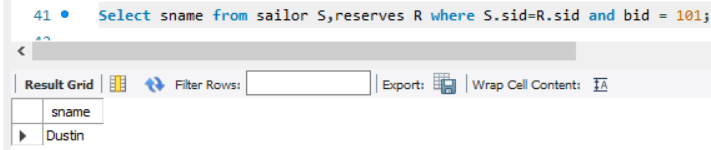 41 Select sname from sailor S,reserves R where S.sid=R.sid and bid = 101;
Result Grid Filter Rows: Export: Wrap Cell Content: IA
sname
Dustin